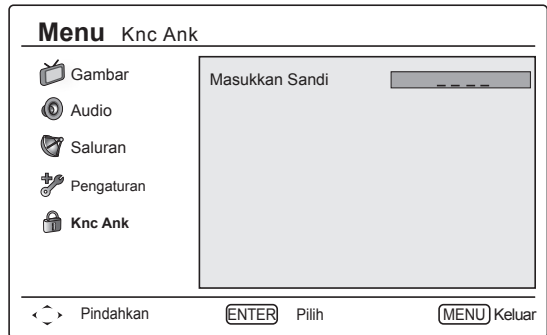 Menu Knc Ank
Gambar
Audio
Saluran
Pengaturan
Knc Ank
Masukkan Sandi _ _ _ _
Pindahkan ENTER Pilih MENU Keluar